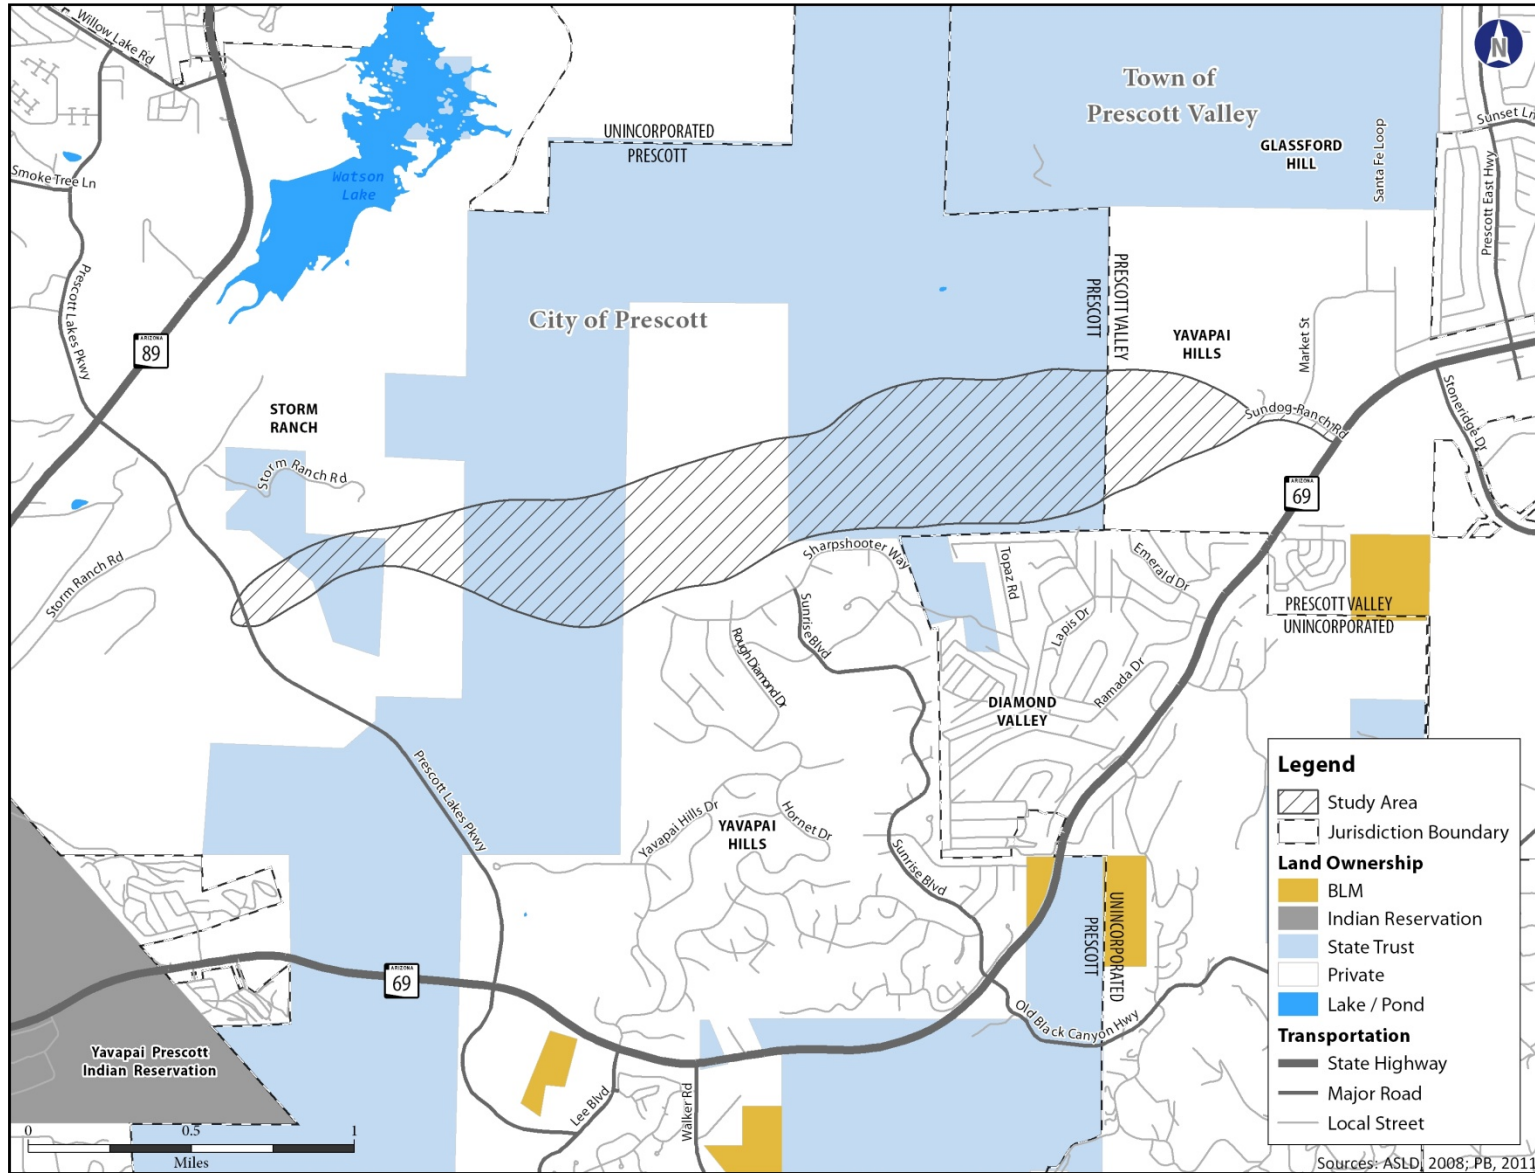 Willow Lake Rd
N
Town of
Prescott Valley
Sunset Ln
UNINCORPORATED
PRESCOTT
GLASSFORD
HILL
Santa Fe Loop
Prescott East Hwy
Smoke Tree Ln
Watson
Lake
Prescott Lakes Pkwy
PRESCOTT
PRESCOTT VALLEY
City of Prescott
ARIZONA
89
YAVAPAI
HILLS
Market St
STORM
RANCH
Sundog Ranch Rd
Stoneridge Dr
Storm Ranch Rd
ARIZONA
69
Storm Ranch Rd
Sharpshooter Way
Topaz Rd
Emerald Dr
Sunrise Blvd
Lapis Dr
PRESCOTT VALLEY
UNINCORPORATED
Rough Diamond Dr
Ramada Dr
DIAMOND
VALLEY
Prescott Lakes Pkwy
Yavapai Hills Dr
Hornet Dr
YAVAPAI
HILLS
Sunrise Blvd
PRESCOTT
UNINCORPORATED
ARIZONA
69
Old Black Canyon Hwy
Yavapai Prescott
Indian Reservation
Lee Blvd
Walker Rd
0 0.5 1
Miles
Legend
Study Area
Jurisdiction Boundary
Land Ownership
BLM
Indian Reservation
State Trust
Private
Lake / Pond
Transportation
State Highway
Major Road
Local Street
Sources: ASLD, 2008; PB, 2011